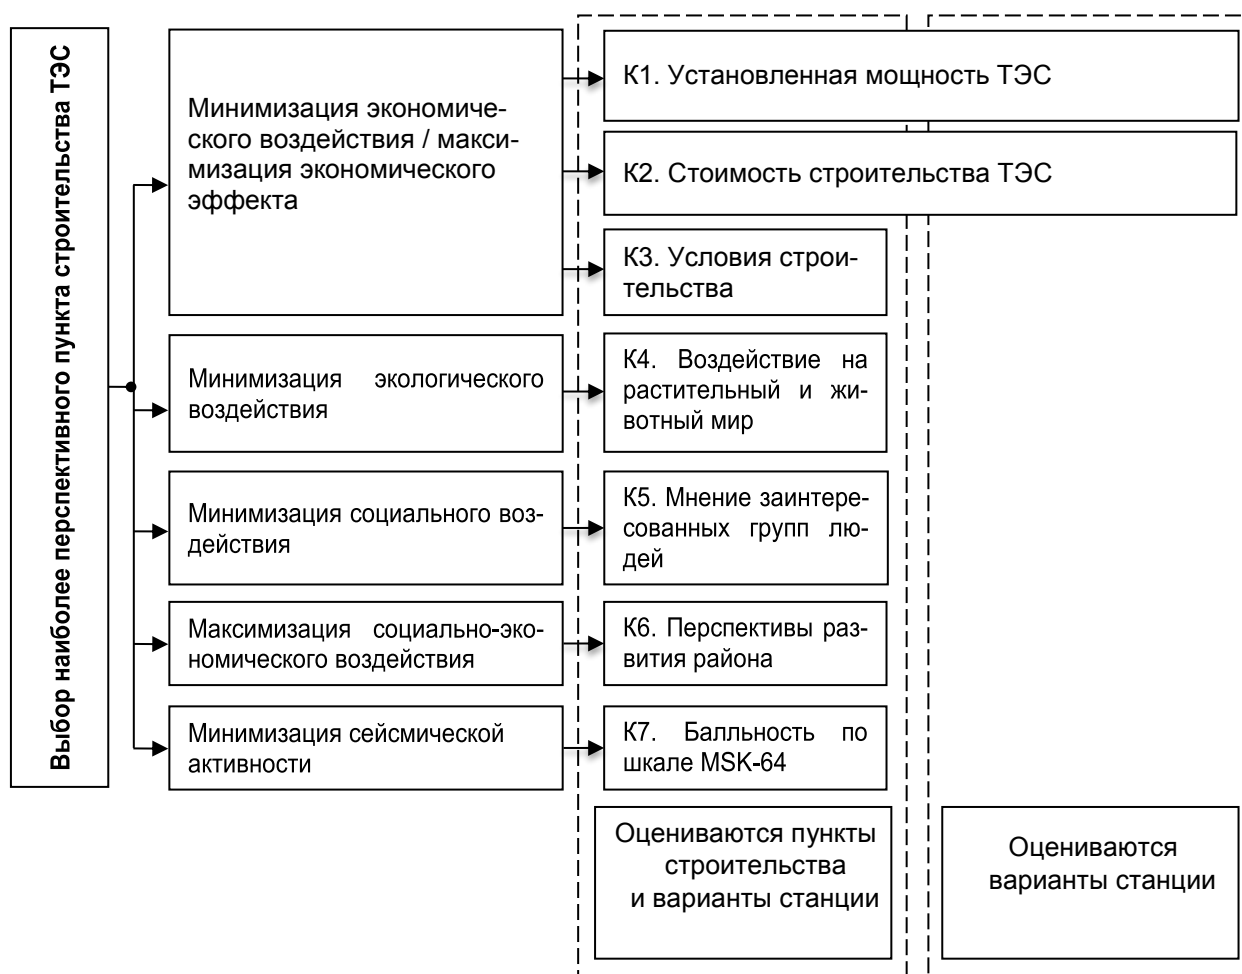 Выбор наиболее перспективного пункта строительства ТЭС
Минимизация экономиче-
ского воздействия / макси-
мизация экономического
эффекта
К1. Установленная мощность ТЭС
К2. Стоимость строительства ТЭС
К3. Условия строи-
тельства
Минимизация экологического
воздействия
К4. Воздействие на
растительный и жи-
вотный мир
Минимизация социального воз-
действия
К5. Мнение заинтере-
сованных групп лю-
дей
Максимизация социально-эко-
номического воздействия
К6. Перспективы раз-
вития района
Минимизация сейсмической
активности
К7. Балльность по
шкале MSK-64
Оцениваются пункты
строительства
и варианты станции
Оцениваются
варианты станции